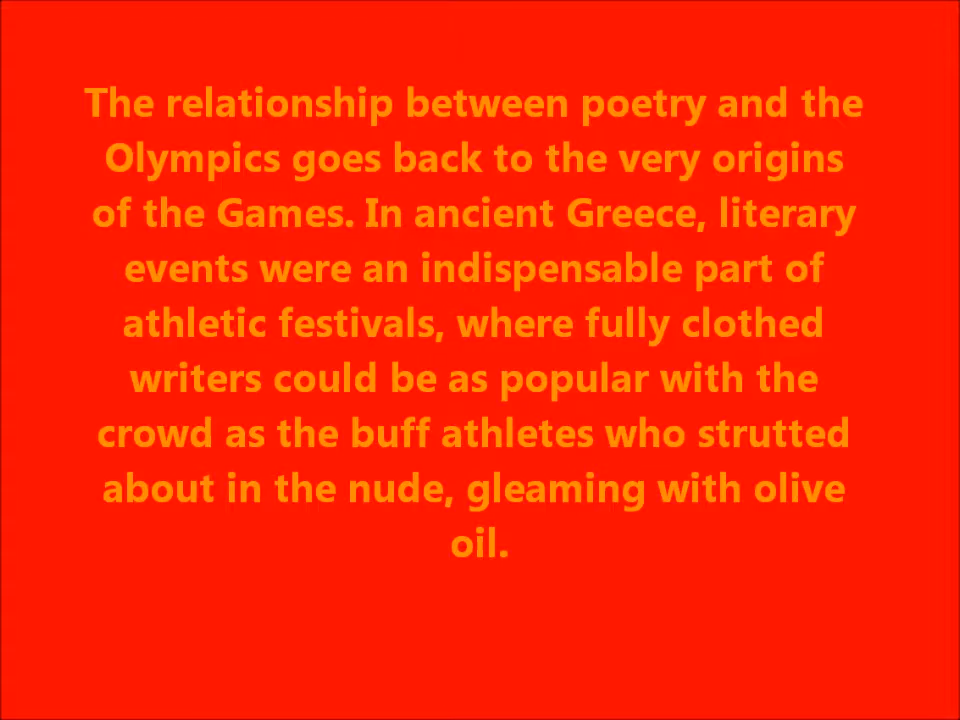 The relationship between poetry and the
Olympics goes back to the very origins
of the Games. In ancient Greece, literary
events were an indispensable part of
athletic festivals, where fully clothed
writers could be as popular with the
crowd as the buff athletes who strutted
about in the nude, gleaming with olive
oil.